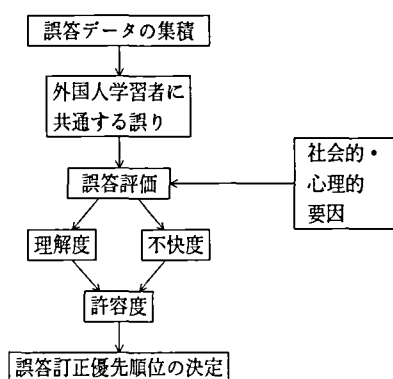 誤答データの集積
外国人学習者に
共通する誤り
社会的・
心理的
要因
誤答評価
理解度
不快度
許容度
誤答訂正優先順位の決定